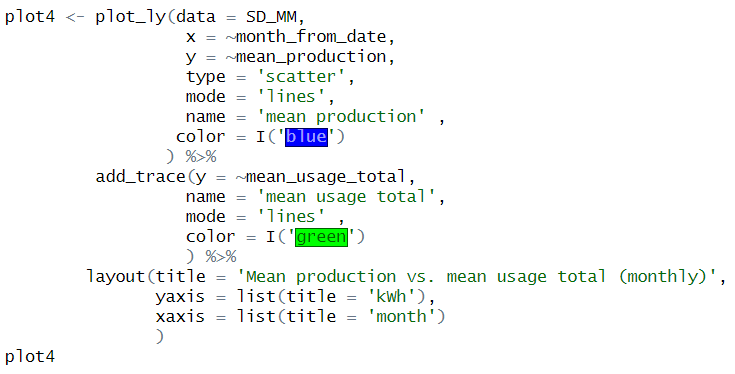 plot4 <- plot_ly(data = SD_MM,
x = ~month_from_date,
y = ~mean_production,
type = 'scatter',
mode = 'lines',
name = 'mean production' ,
color = I('blue')
) %>%
add_trace(y = ~mean_usage_total,
name = 'mean usage total',
mode = 'lines' ,
color = I('green')
) %>%
layout(title = 'Mean production vs. mean usage total (monthly)',
yaxis = list(title = 'kWh'),
xaxis = list(title = 'month')
)
plot4